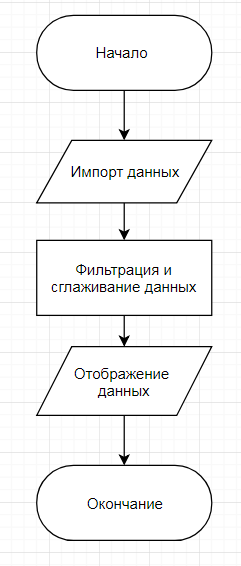 Начало
Импорт данных
Фильтрация и
сглаживание данных
Отображение
данных
Окончание